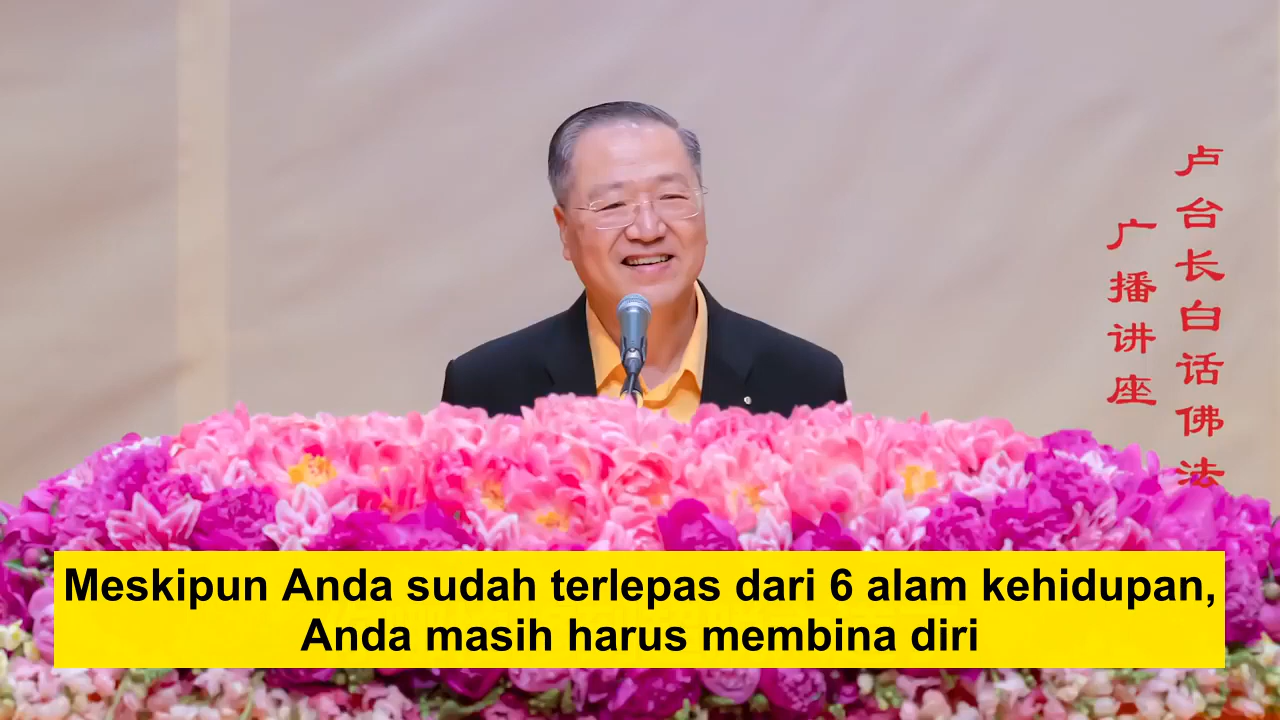 卢台长白话佛法
广播讲座
Meskipun Anda sudah terlepas dari 6 alam kehidupan,
Anda masih harus membina diri